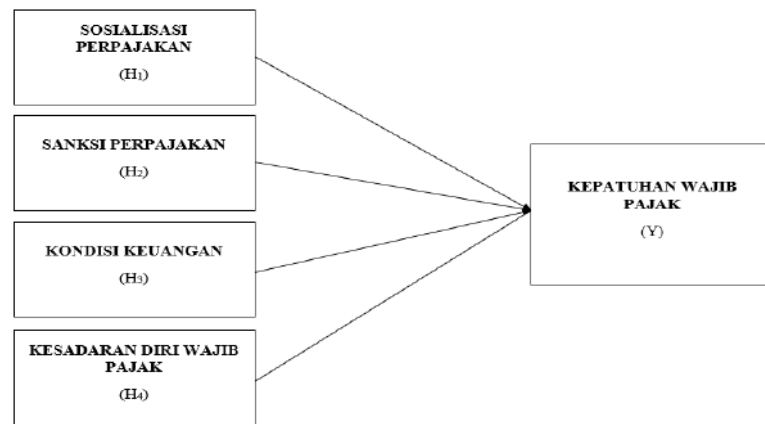 SOSIALISASI
PERPAJAKAN
(H₁)
SANKSI PERPAJAKAN
(H₂)
KONDISI KEUANGAN
(H₃)
KESADARAN DIRI WAJIB
PAJAK
(H₄)
KEPATUHAN WAJIB
PAJAK
(Y)